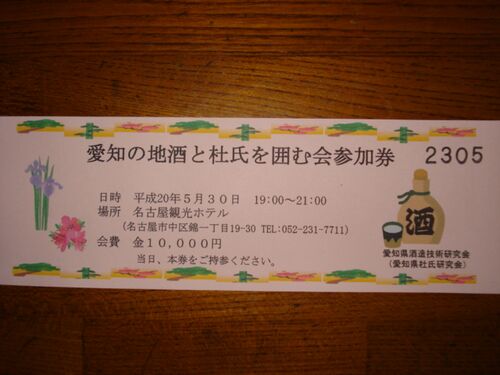 愛知の地酒と杜氏を囲む会参加券 2305
日時 平成20年5月30日 19:00～21:00
場所 名古屋観光ホテル
(名古屋市中区錦一丁目19-30 TEL:052-231-7711)
会費 金10,000円
当日、本券をご持参ください。
酒
愛知県酒造技術研究会
(愛知県杜氏研究会)